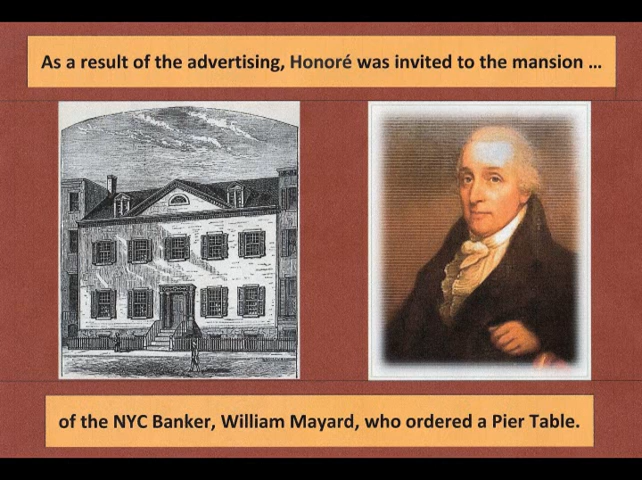 As a result of the advertising, Honoré was invited to the mansion ...
of the NYC Banker, William Mayard, who ordered a Pier Table.